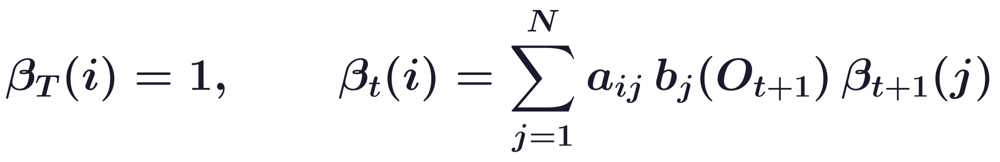 β_T(i) = 1, β_t(i) = ∑_{j=1}^{N} a_{ij} b_j(O_{t+1}) β_{t+1}(j)